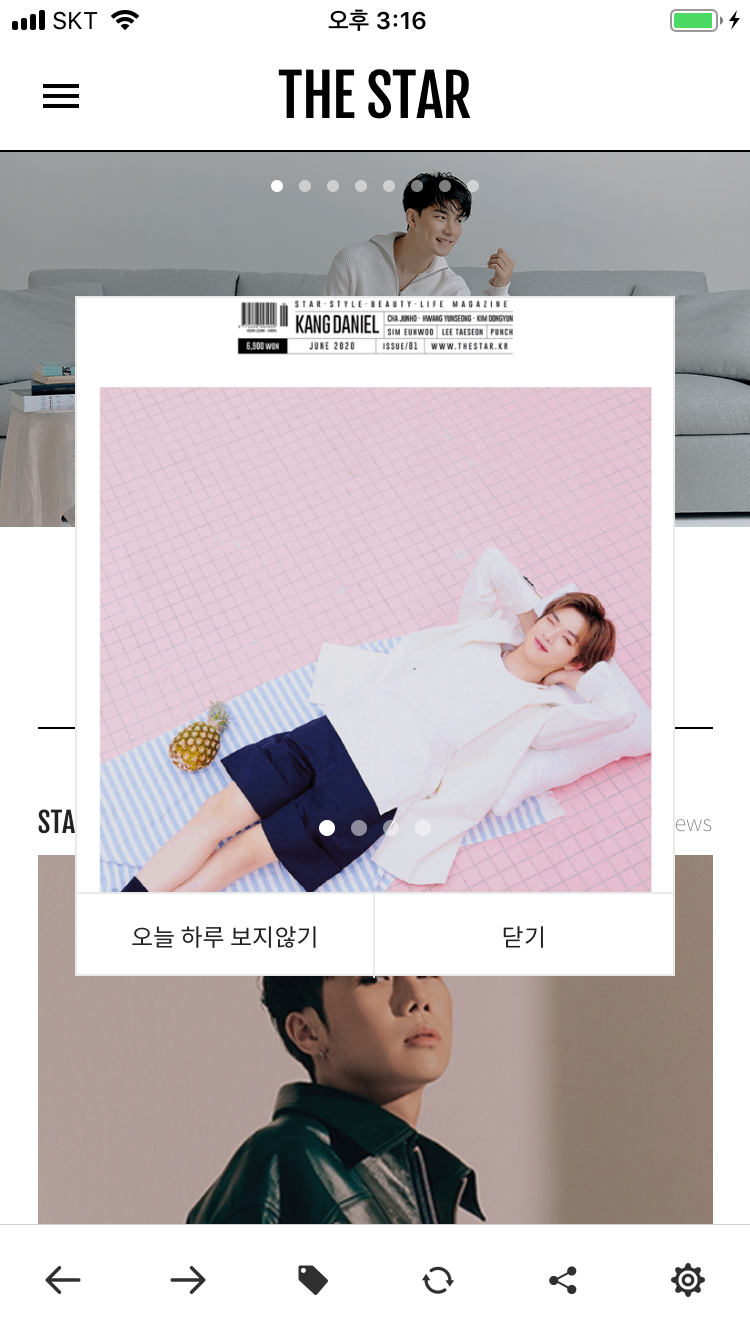 SKT
오후 3:16
THE STAR
STAR·STYLE·BEAUTY·LIFE MAGAZINE
KANG DANIEL
CHA JUNHO · HWANG YUNSEONG · KIM DONGYUN
SIM EUNWOO | LEE TAESEON | PUNCH
6,900 WON
JUNE 2020
ISSUE/81
WWW.THESTAR.KR
STA
ews
오늘 하루 보지않기
닫기